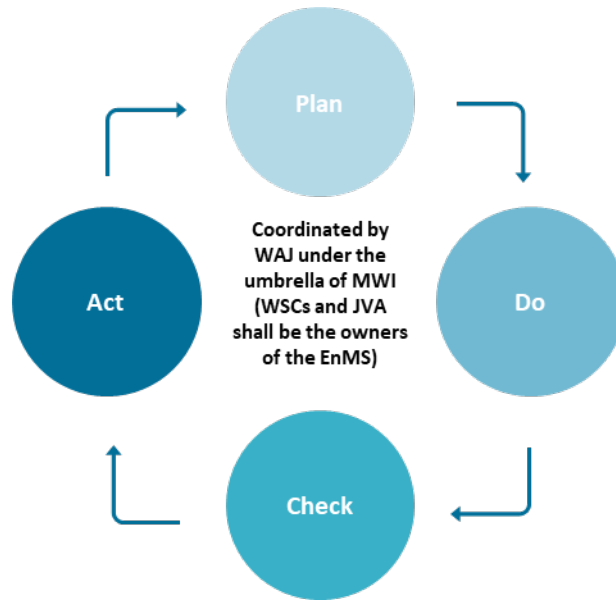 Plan
Coordinated by
WAJ under the
umbrella of MWI
(WSCs and JVA
shall be the owners
of the EnMS)
Act
Do
Check